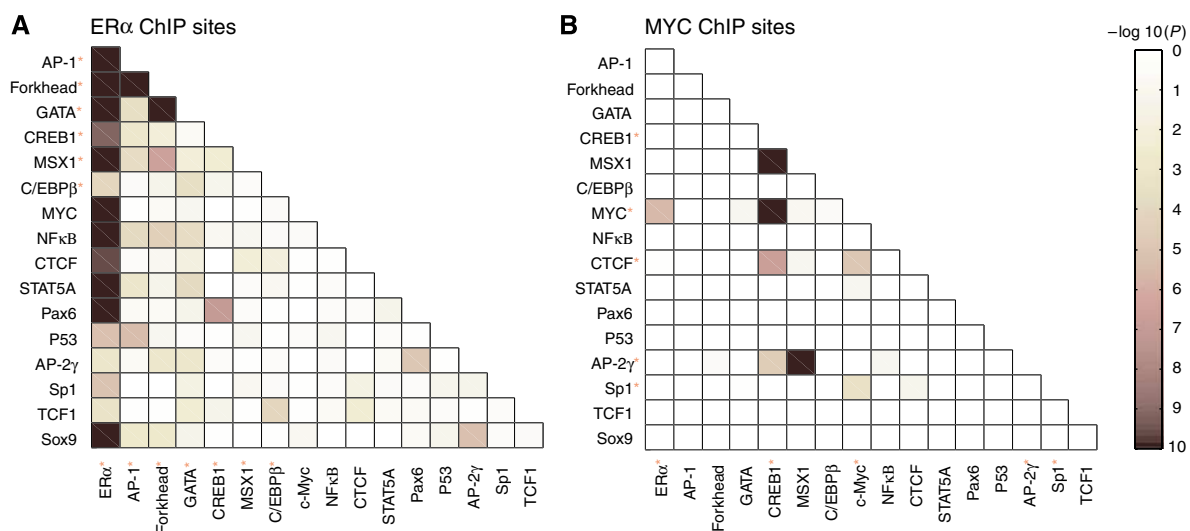 A ERα ChIP sites
AP-1*
Forkhead*
GATA*
CREB1*
MSX1*
C/EBPβ*
MYC
NFκB
CTCF
STAT5A
Pax6
P53
AP-2γ
Sp1
TCF1
Sox9
ERα*
AP-1*
Forkhead*
GATA*
CREB1*
MSX1*
C/EBPβ*
c-Myc
NFκB
CTCF
STAT5A
Pax6
P53
AP-2γ
Sp1
TCF1
B MYC ChIP sites
AP-1
Forkhead
GATA
CREB1*
MSX1
C/EBPβ
MYC*
NFκB
CTCF*
STAT5A
Pax6
P53
AP-2γ*
Sp1*
TCF1
Sox9
ERα*
AP-1
Forkhead
GATA
CREB1*
MSX1
C/EBPβ
c-Myc*
NFκB
CTCF
STAT5A
Pax6
P53
AP-2γ*
Sp1*
TCF1
−log 10(P)
0
1
2
3
4
5
6
7
8
9
10